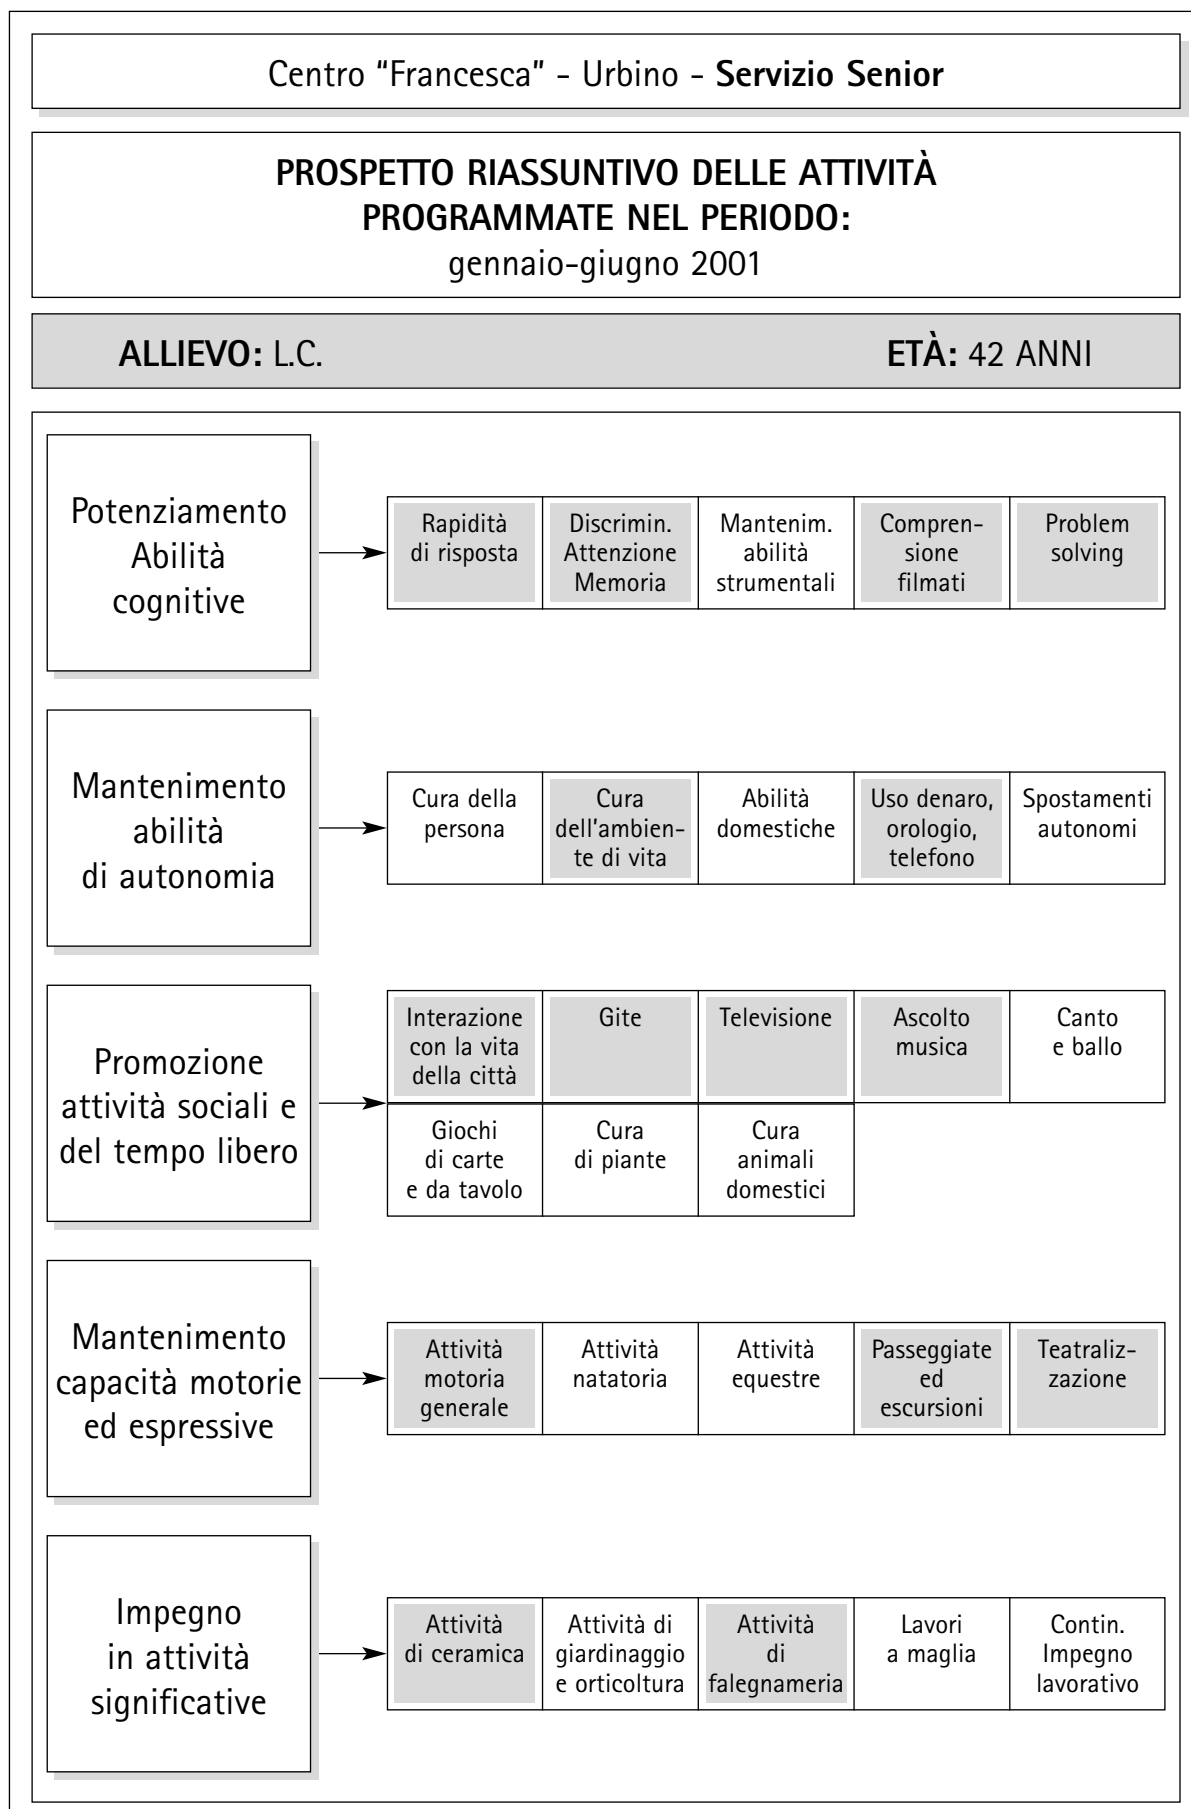 Centro "Francesca" - Urbino - Servizio Senior
PROSPETTO RIASSUNTIVO DELLE ATTIVITÀ
PROGRAMMATE NEL PERIODO:
gennaio-giugno 2001
ALLIEVO: L.C.
ETÀ: 42 ANNI
Potenziamento
Abilità
cognitive
Rapidità
di risposta
Discrimin.
Attenzione
Memoria
Mantenim.
abilità
strumentali
Compren-
sione
filmati
Problem
solving
Mantenimento
abilità
di autonomia
Cura della
persona
Cura
dell'ambien-
te di vita
Abilità
domestiche
Uso denaro,
orologio,
telefono
Spostamenti
autonomi
Promozione
attività sociali e
del tempo libero
Interazione
con la vita
della città
Gite
Televisione
Ascolto
musica
Canto
e ballo
Giochi
di carte
e da tavolo
Cura
di piante
Cura
animali
domestici
Mantenimento
capacità motorie
ed espressive
Attività
motoria
generale
Attività
natatoria
Attività
equestre
Passeggiate
ed
escursioni
Teatraliz-
zazione
Impegno
in attività
significative
Attività
di ceramica
Attività di
giardinaggio
e orticoltura
Attività
di
falegnameria
Lavori
a maglia
Contin.
Impegno
lavorativo